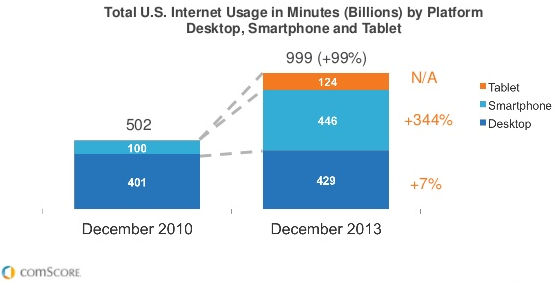 Total U.S. Internet Usage in Minutes (Billions) by Platform
Desktop, Smartphone and Tablet
999 (+99%)
N/A
124
Tablet
Smartphone
Desktop
502
100
446
+344%
401
429
+7%
December 2010
December 2013
comScore.